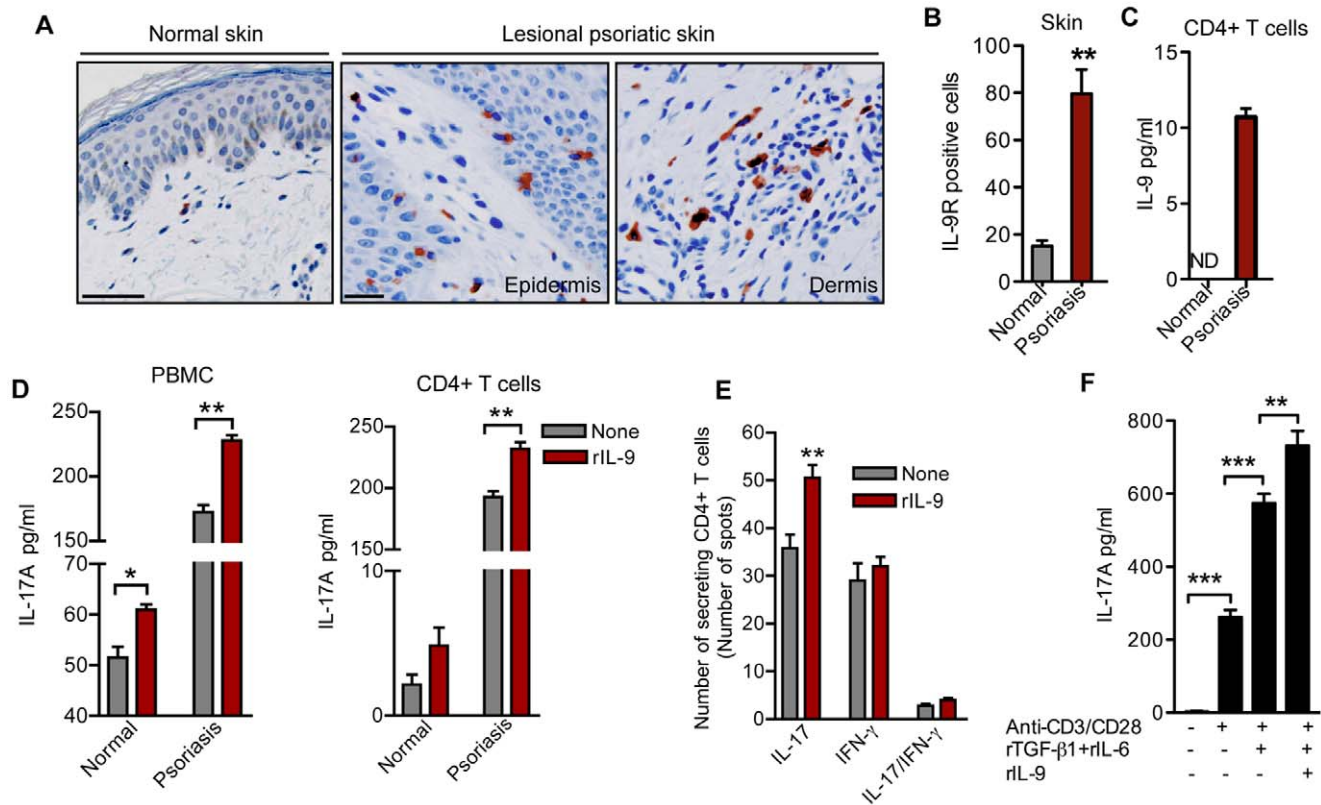 A
Normal skin
Lesional psoriatic skin
Epidermis
Dermis
B
Skin
IL-9R positive cells
100
80
60
40
20
0
**
Normal
Psoriasis
C
CD4+ T cells
IL-9 pg/ml
15
10
5
0
ND
Normal
Psoriasis
D
PBMC
IL-17A pg/ml
250
200
150
70
60
50
40
*
**
Normal
Psoriasis
CD4+ T cells
IL-17A pg/ml
250
200
150
10
0
**
Normal
Psoriasis
None
rIL-9
E
Number of secreting CD4+ T cells
(Number of spots)
60
50
40
30
20
10
0
**
None
rIL-9
IL-17
IFN-γ
IL-17/IFN-γ
F
IL-17A pg/ml
800
600
400
200
0
***
***
**
Anti-CD3/CD28 - + + +
rTGF-β1+rIL-6 - - + +
rIL-9 - - - +